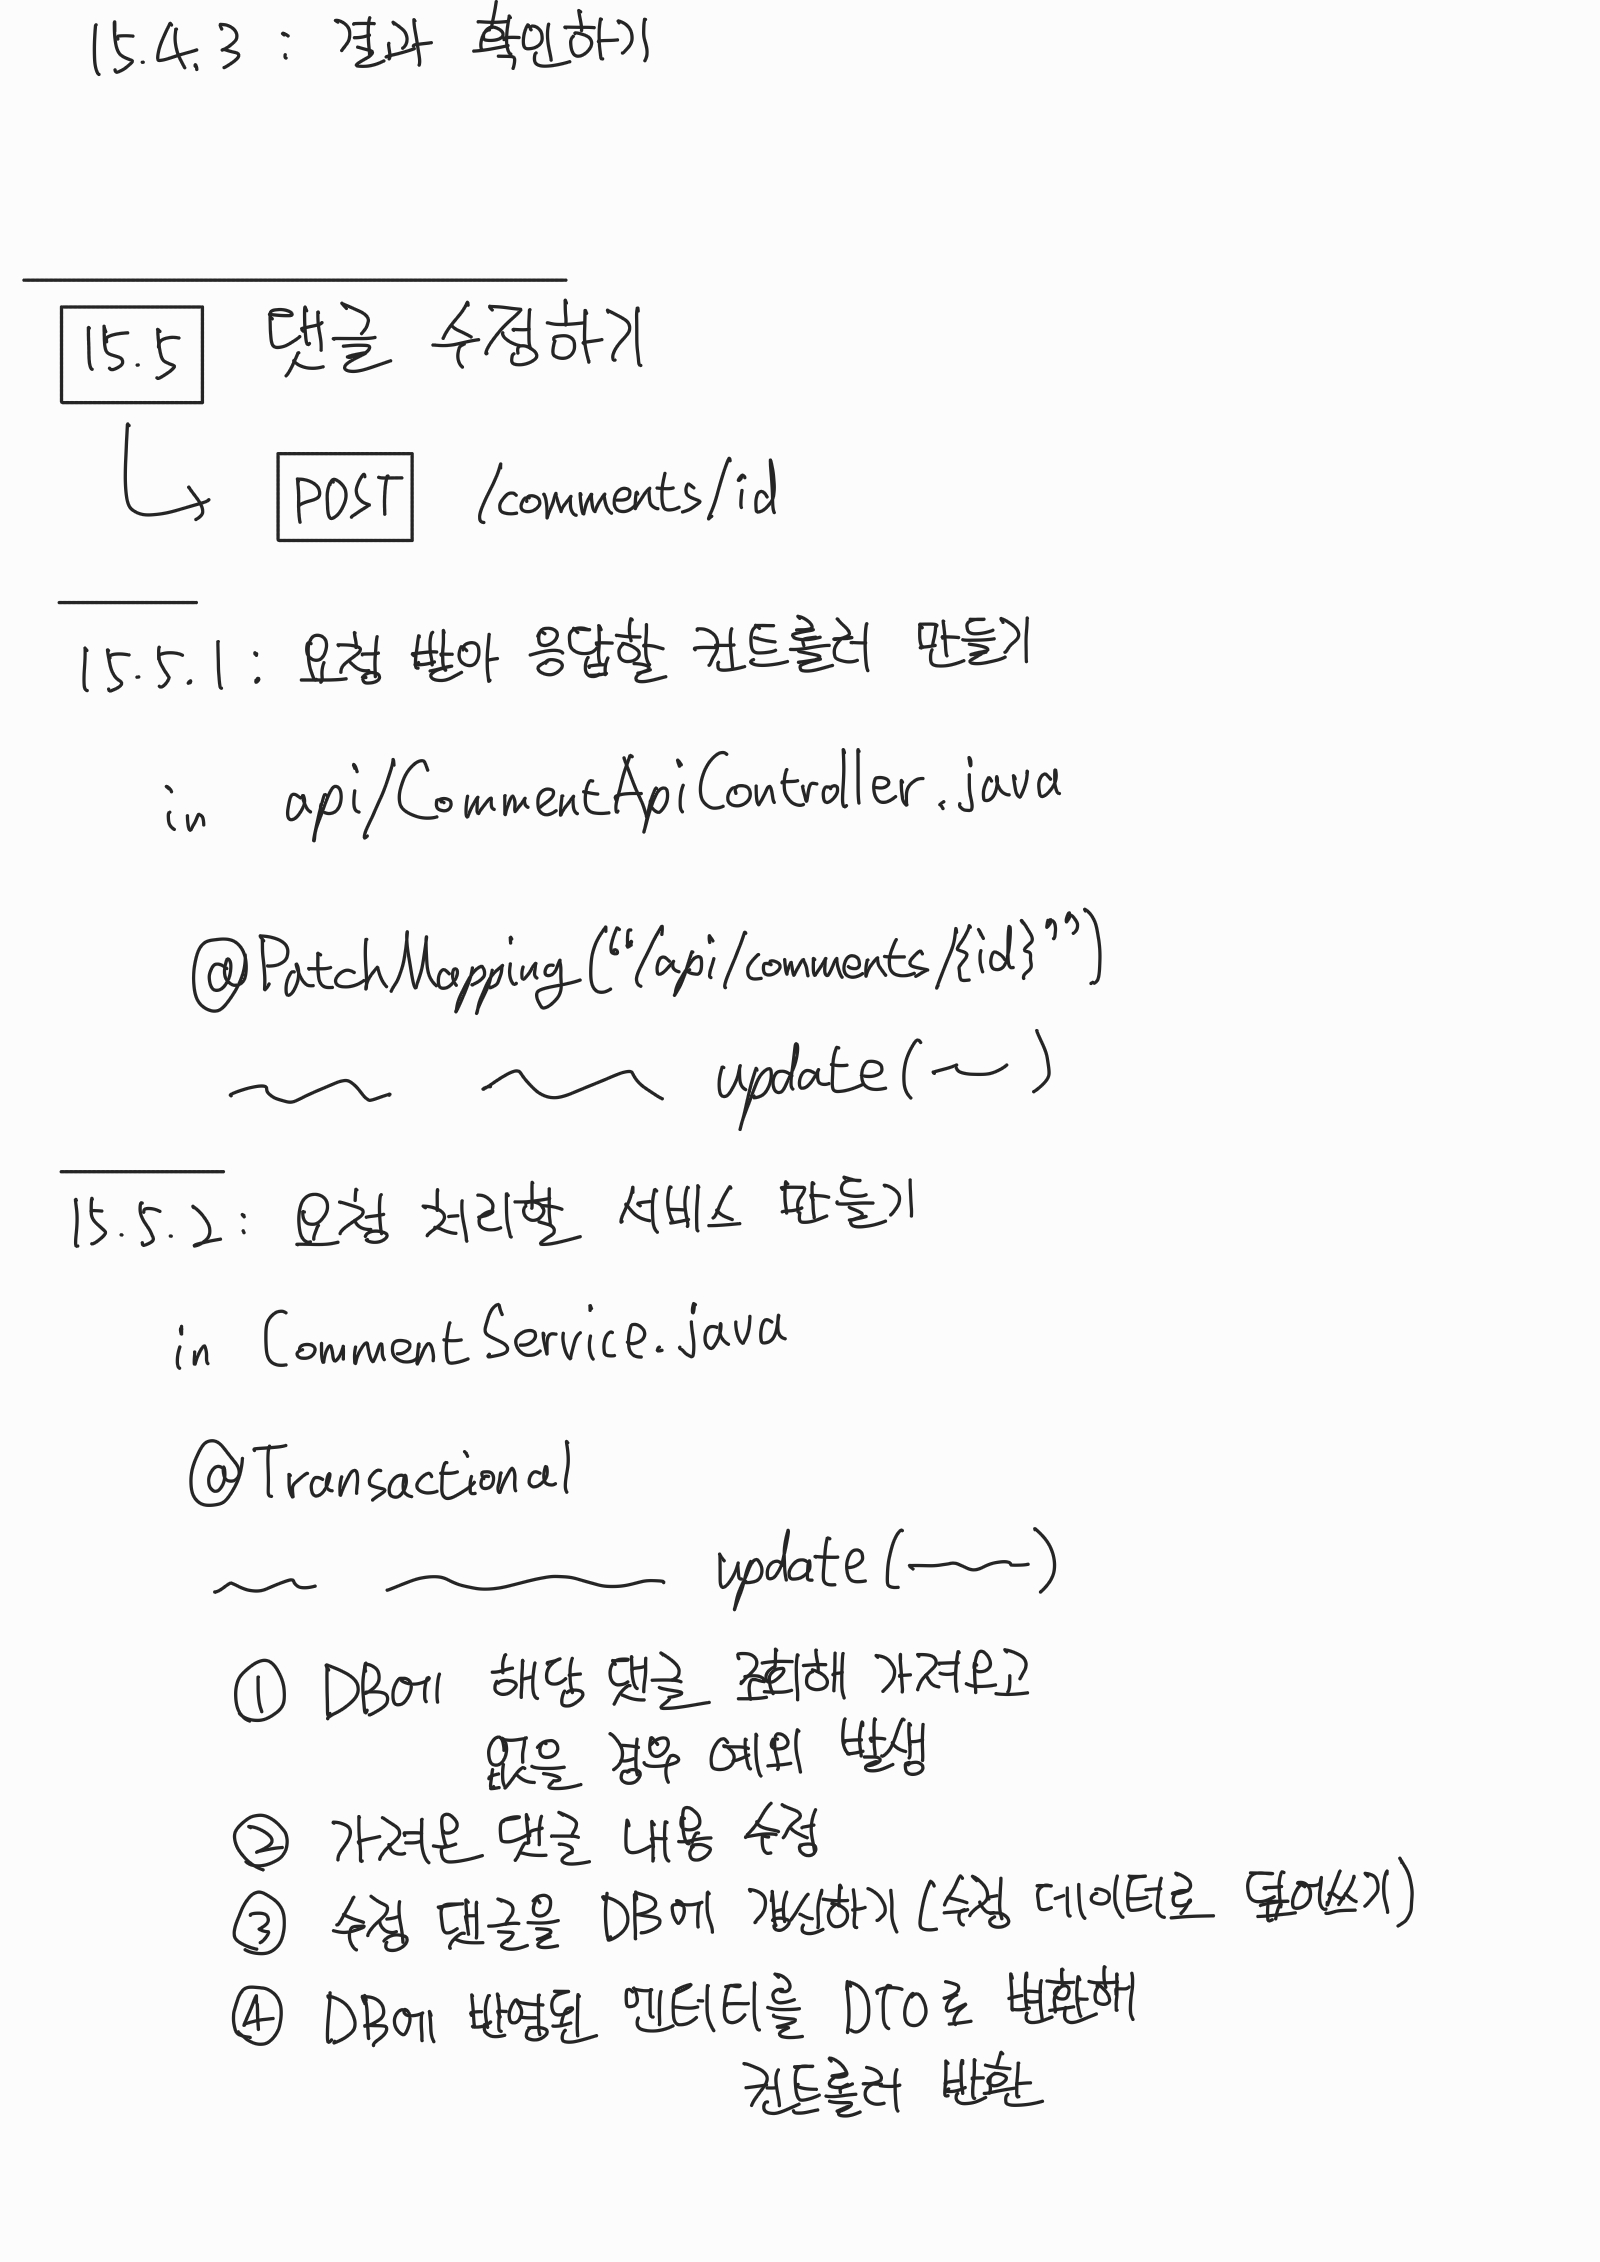 15.4.3 : 결과 확인하기
15.5 댓글 수정하기
POST /comments/id
15.5.1 : 요청 받아 응답할 컨트롤러 만들기
in api/CommentApiController.java
@PatchMapping(“/api/comments/{id}”)
update( )
15.5.2 : 요청 처리할 서비스 만들기
in CommentService.java
@Transactional
update( )
① DB에 해당 댓글 조회해 가져오고
없을 경우 예외 발생
② 가져온 댓글 내용 수정
③ 수정 댓글을 DB에 갱신하기 (수정 데이터로 덮어쓰기)
④ DB에 반영된 엔티티를 DTO로 변환해
컨트롤러 반환